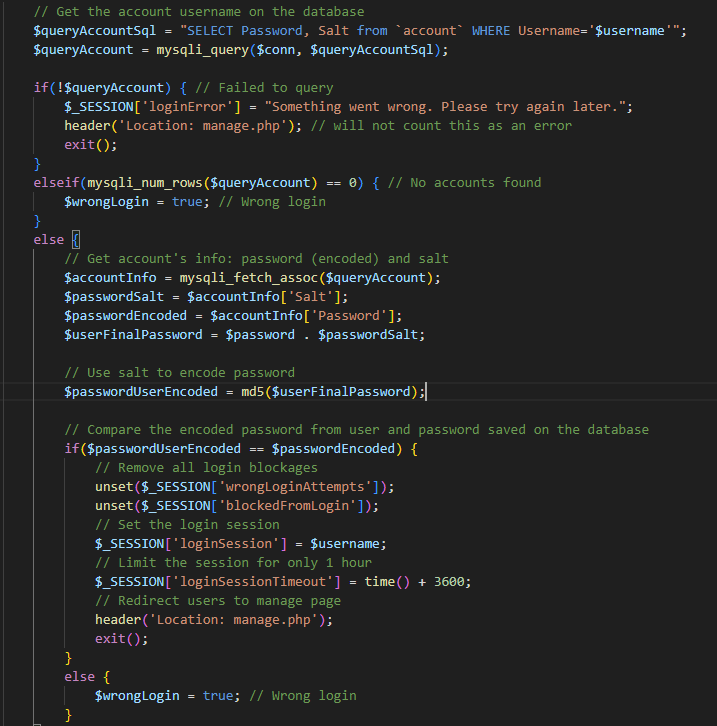 // Get the account username on the database
$queryAccountSql = "SELECT Password, Salt from `account` WHERE Username='$username'";
$queryAccount = mysqli_query($conn, $queryAccountSql);
if(!$queryAccount) { // Failed to query
$_SESSION['loginError'] = "Something went wrong. Please try again later.";
header('Location: manage.php'); // will not count this as an error
exit();
}
elseif(mysqli_num_rows($queryAccount) == 0) { // No accounts found
$wrongLogin = true; // Wrong login
}
else {
// Get account's info: password (encoded) and salt
$accountInfo = mysqli_fetch_assoc($queryAccount);
$passwordSalt = $accountInfo['Salt'];
$passwordEncoded = $accountInfo['Password'];
$userFinalPassword = $password . $passwordSalt;
// Use salt to encode password
$passwordUserEncoded = md5($userFinalPassword);
// Compare the encoded password from user and password saved on the database
if($passwordUserEncoded == $passwordEncoded) {
// Remove all login blockages
unset($_SESSION['wrongLoginAttempts']);
unset($_SESSION['blockedFromLogin']);
// Set the login session
$_SESSION['loginSession'] = $username;
// Limit the session for only 1 hour
$_SESSION['loginSessionTimeout'] = time() + 3600;
// Redirect users to manage page
header('Location: manage.php');
exit();
}
else {
$wrongLogin = true; // Wrong login
}